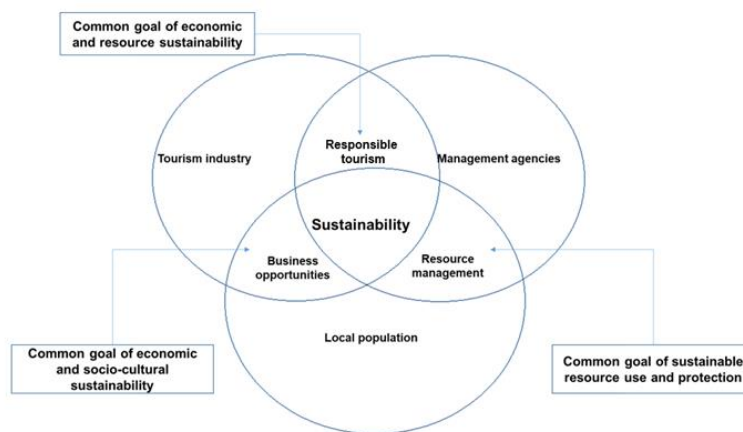 Common goal of economic
and resource sustainability
Tourism industry
Responsible
tourism
Management agencies
Sustainability
Business
opportunities
Resource
management
Local population
Common goal of economic
and socio-cultural
sustainability
Common goal of sustainable
resource use and protection